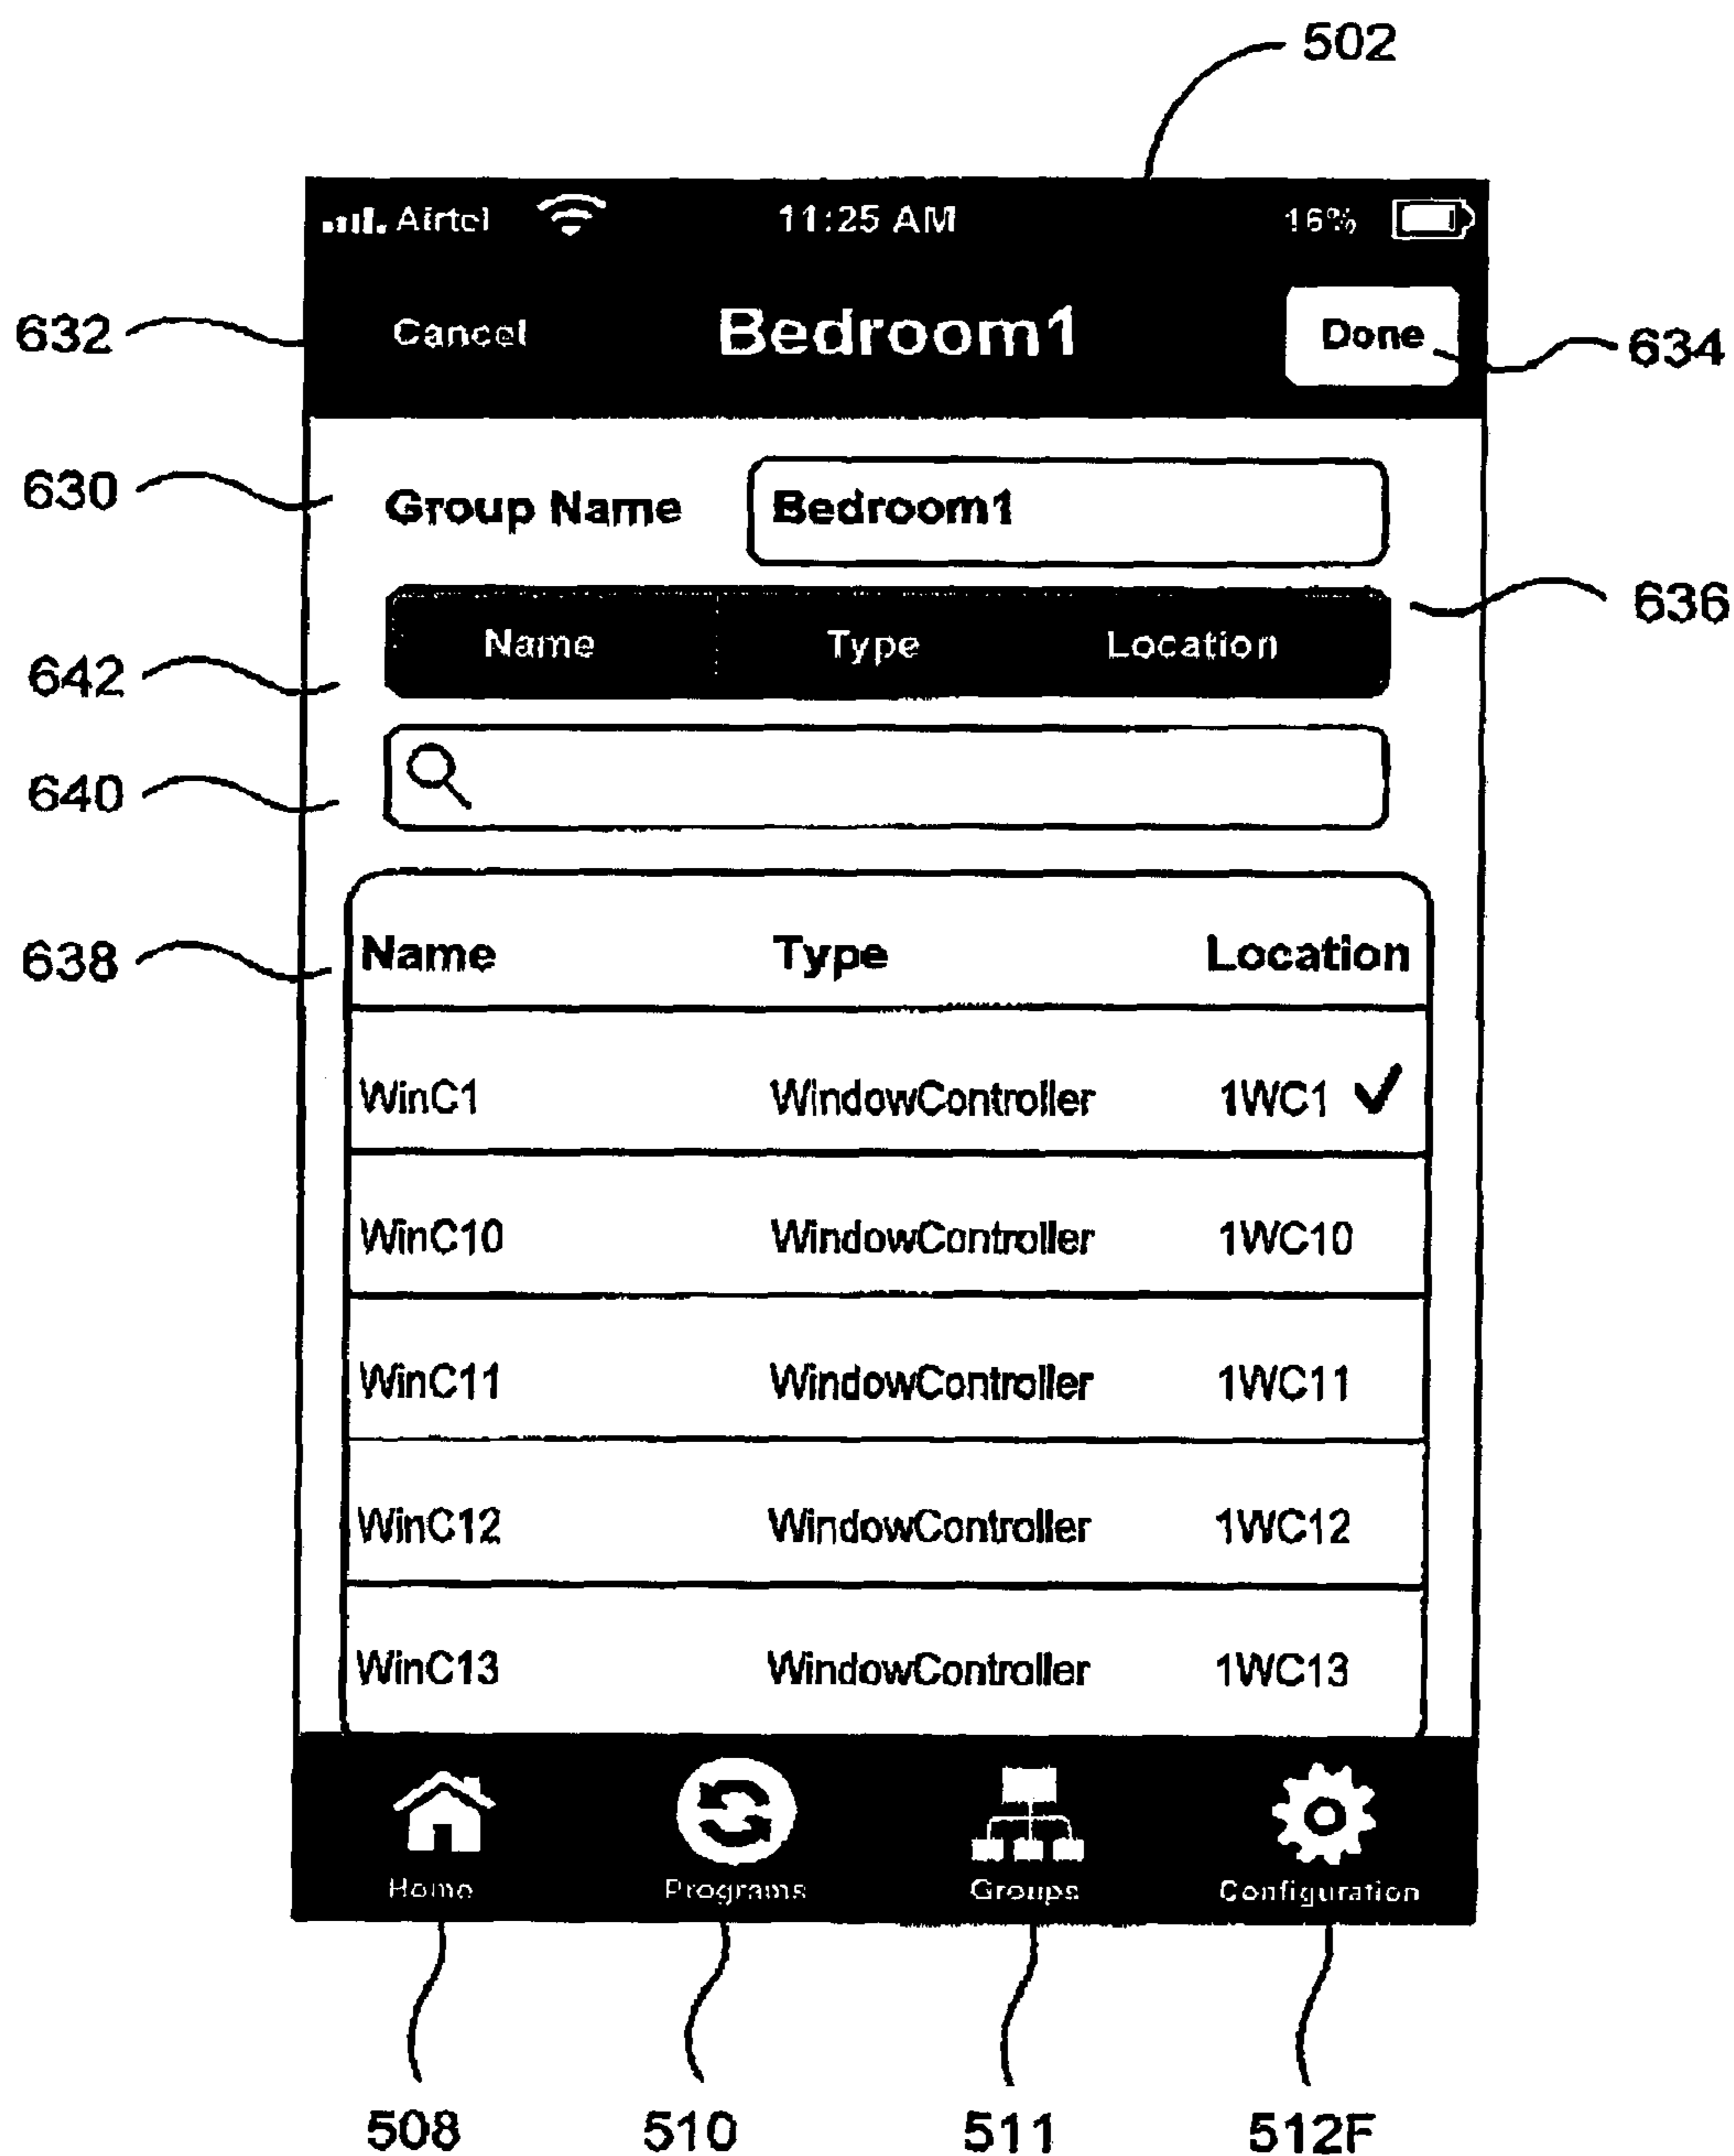 502
Airtel 11:25 AM 16%
632 Cancel Bedroom1 Done 634
630 Group Name Bedroom1
636
Name Type Location
642
640
638 Name Type Location
WinC1 WindowController 1WC1 ✓
WinC10 WindowController 1WC10
WinC11 WindowController 1WC11
WinC12 WindowController 1WC12
WinC13 WindowController 1WC13
Home Programs Groups Configuration
508 510 511 512F